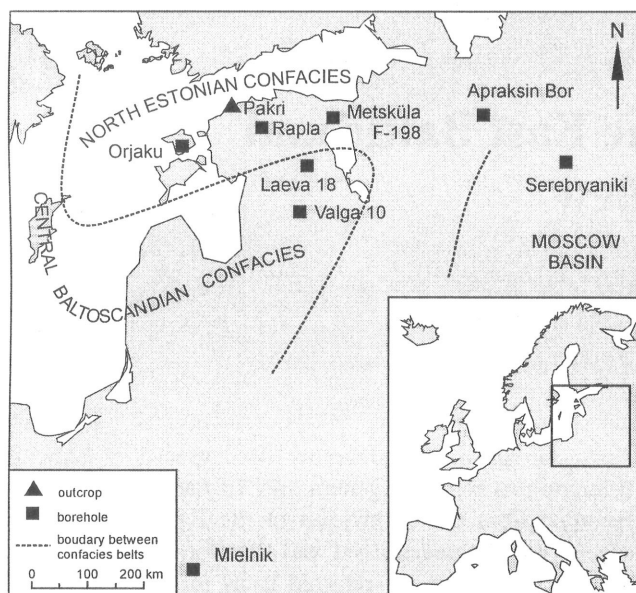 N
NORTH ESTONIAN CONFACIES
Pakri
Rapla
Metsküla
F-198
Apraksin Bor
Orjaku
Laeva 18
Serebryaniki
Valga 10
CENTRAL BALTOSCANDIAN CONFACIES
MOSCOW
BASIN
outcrop
borehole
boudary between
confacies belts
0 100 200 km
Mielnik